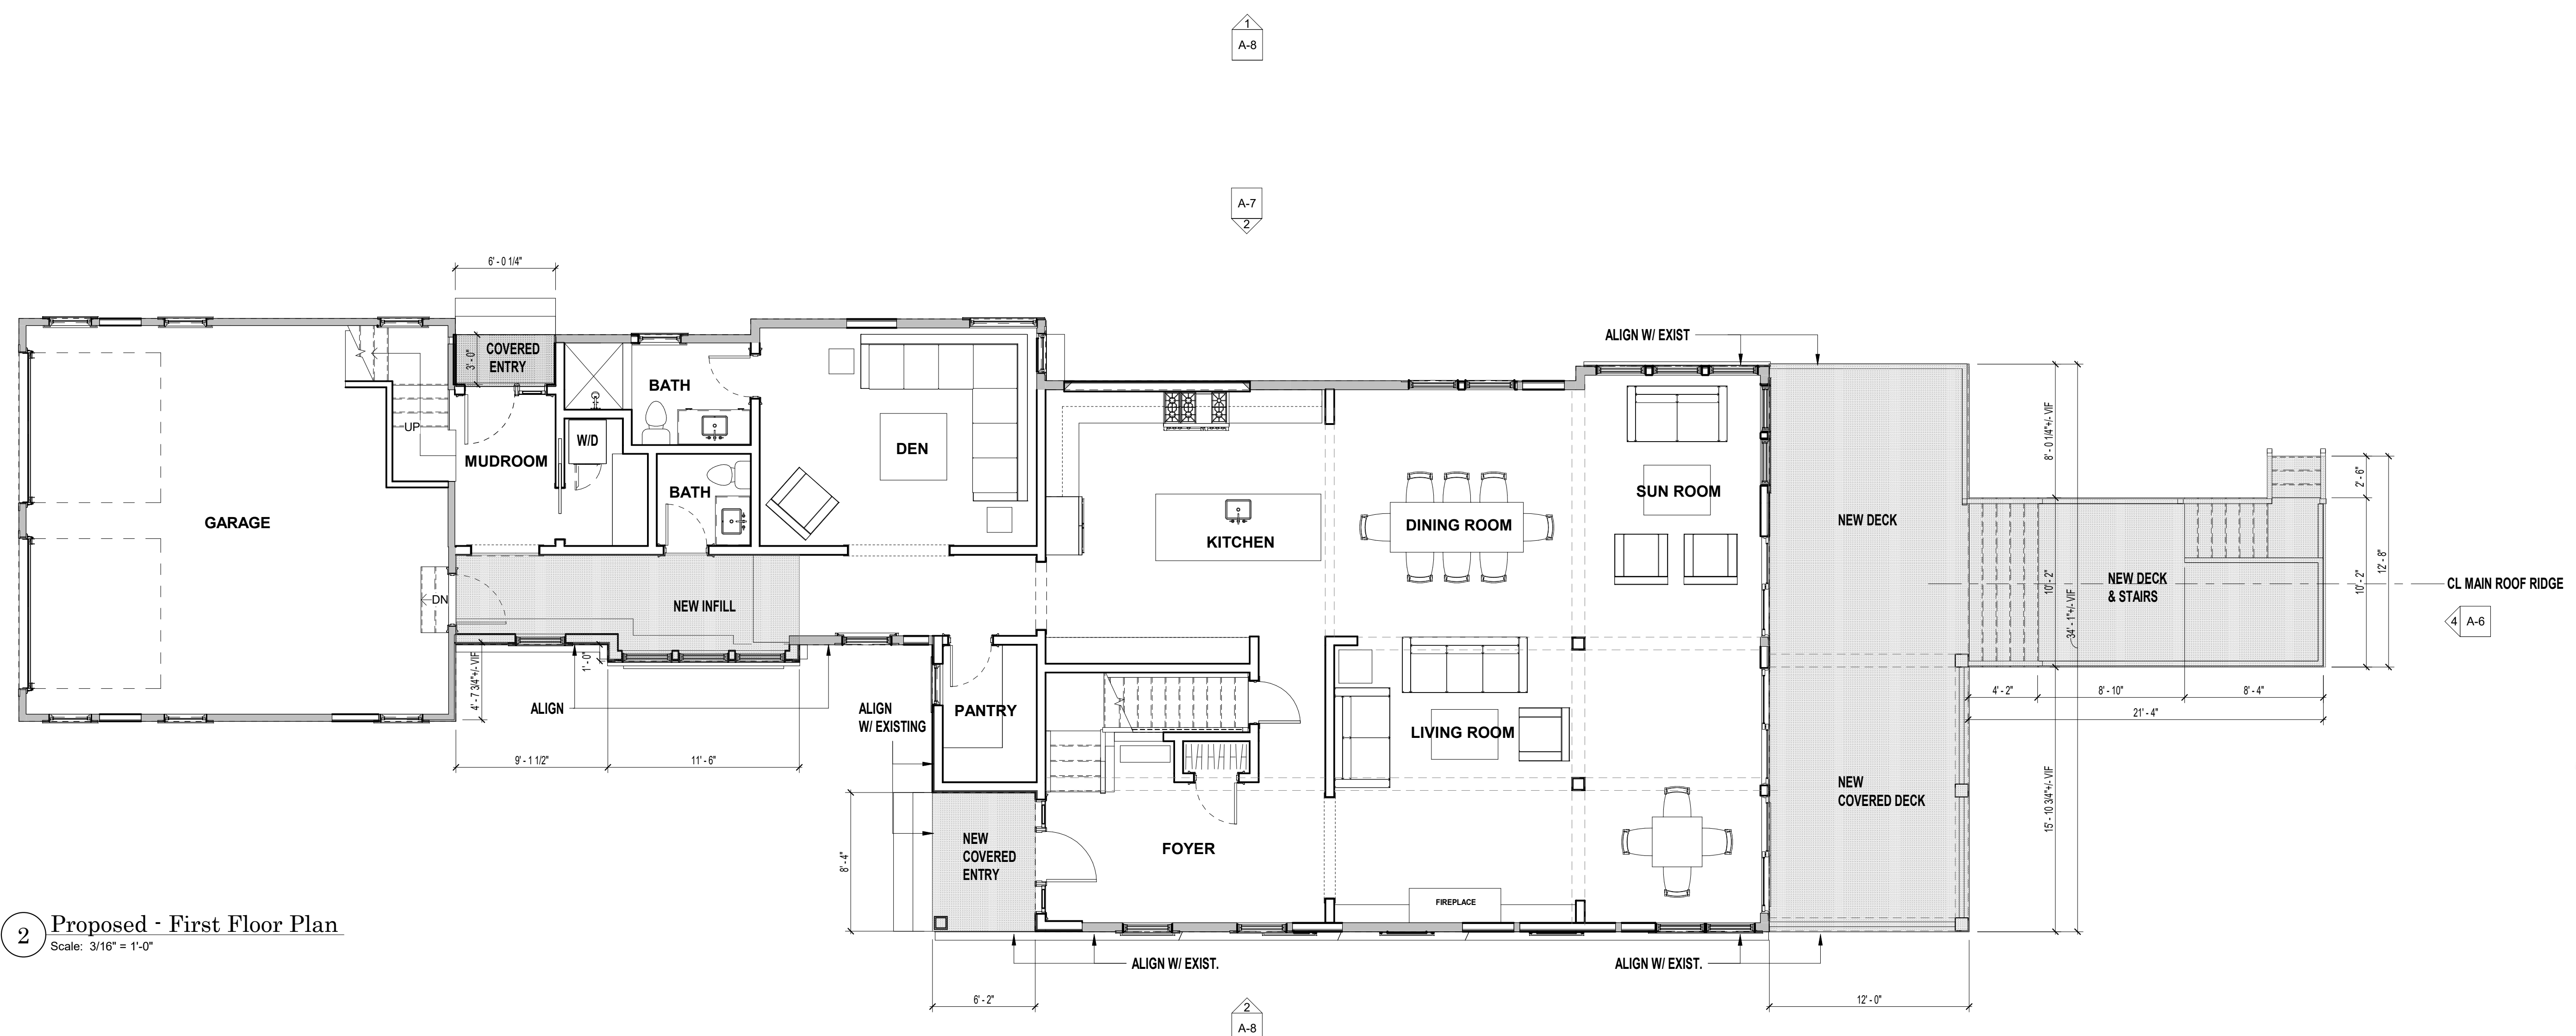 1
A-8
A-7
2
6' - 0 1/4"
COVERED
ENTRY
3' - 0"
ALIGN W/ EXIST
BATH
W/D
UP
MUDROOM
DEN
BATH
GARAGE
KITCHEN
DINING ROOM
SUN ROOM
NEW DECK
8' - 0 1/4"+/- VIF
2' - 6"
12' - 8"
10' - 2"
10' - 2"
34' - 1"+/- VIF
NEW DECK
& STAIRS
CL MAIN ROOF RIDGE
4
A-6
DN
NEW INFILL
4' - 7 3/4"+/- VIF
1' - 0"
ALIGN
ALIGN
W/ EXISTING
PANTRY
LIVING ROOM
4' - 2"
8' - 10"
8' - 4"
21' - 4"
9' - 1 1/2"
11' - 6"
NEW
COVERED DECK
15' - 10 3/4"+/- VIF
8' - 4"
NEW
COVERED
ENTRY
FOYER
FIREPLACE
2
Proposed - First Floor Plan
Scale: 3/16" = 1'-0"
ALIGN W/ EXIST.
ALIGN W/ EXIST.
6' - 2"
12' - 0"
2
A-8